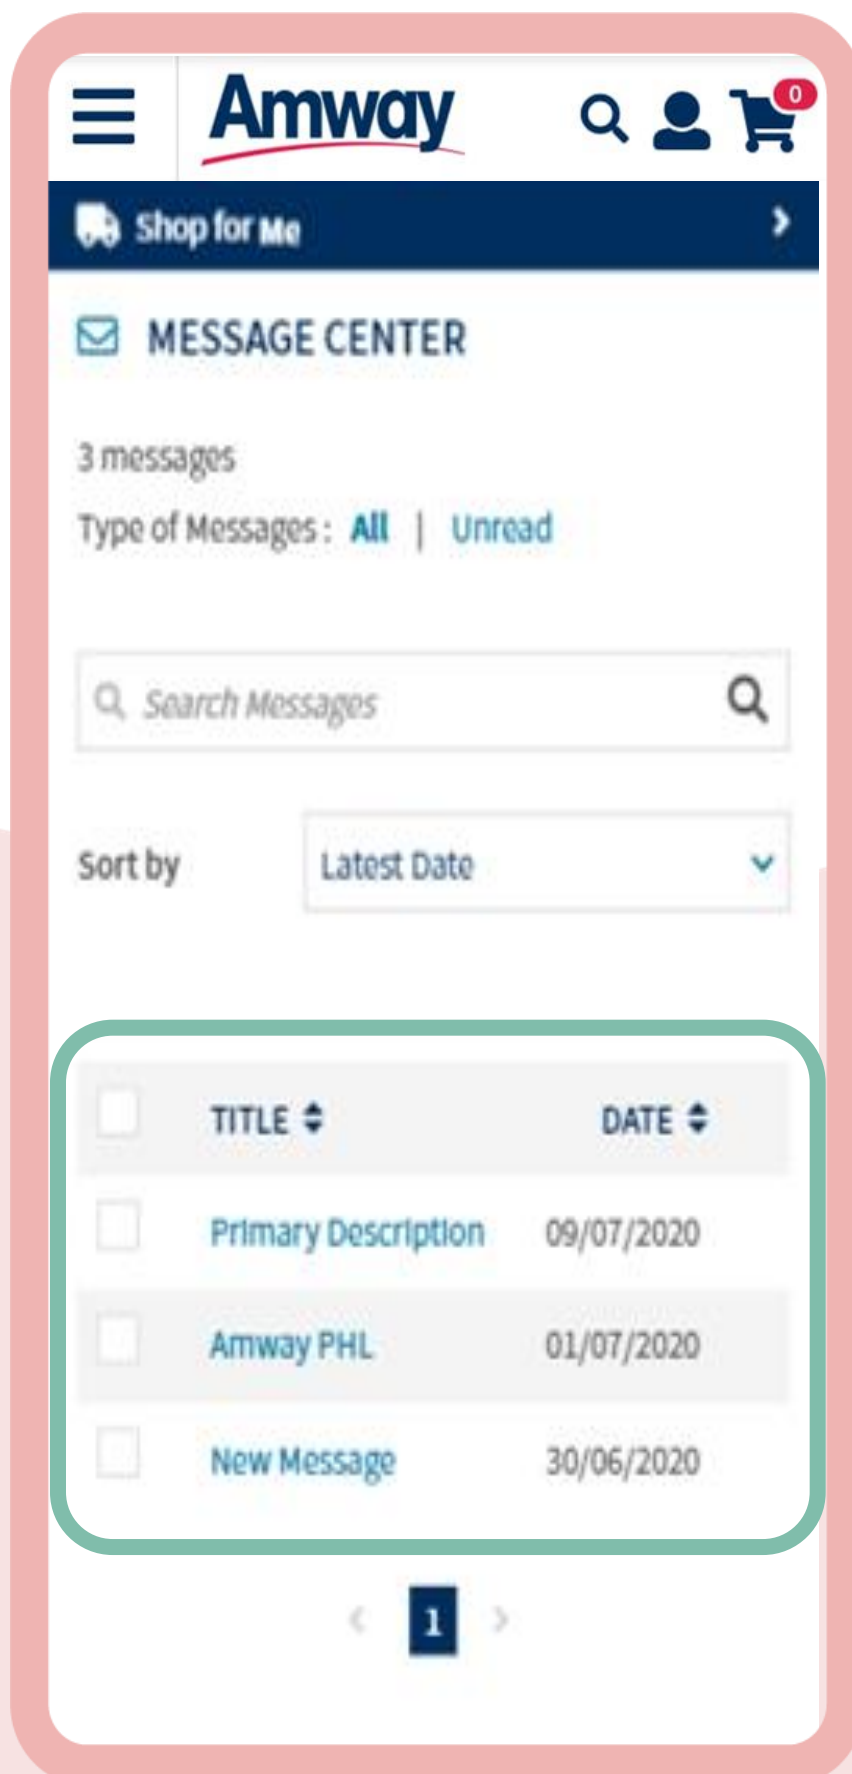 Amway
0
Shop for Me
MESSAGE CENTER
3 messages
Type of Messages : All | Unread
Search Messages
Sort by Latest Date
TITLE DATE
Primary Description 09/07/2020
Amway PHL 01/07/2020
New Message 30/06/2020
1